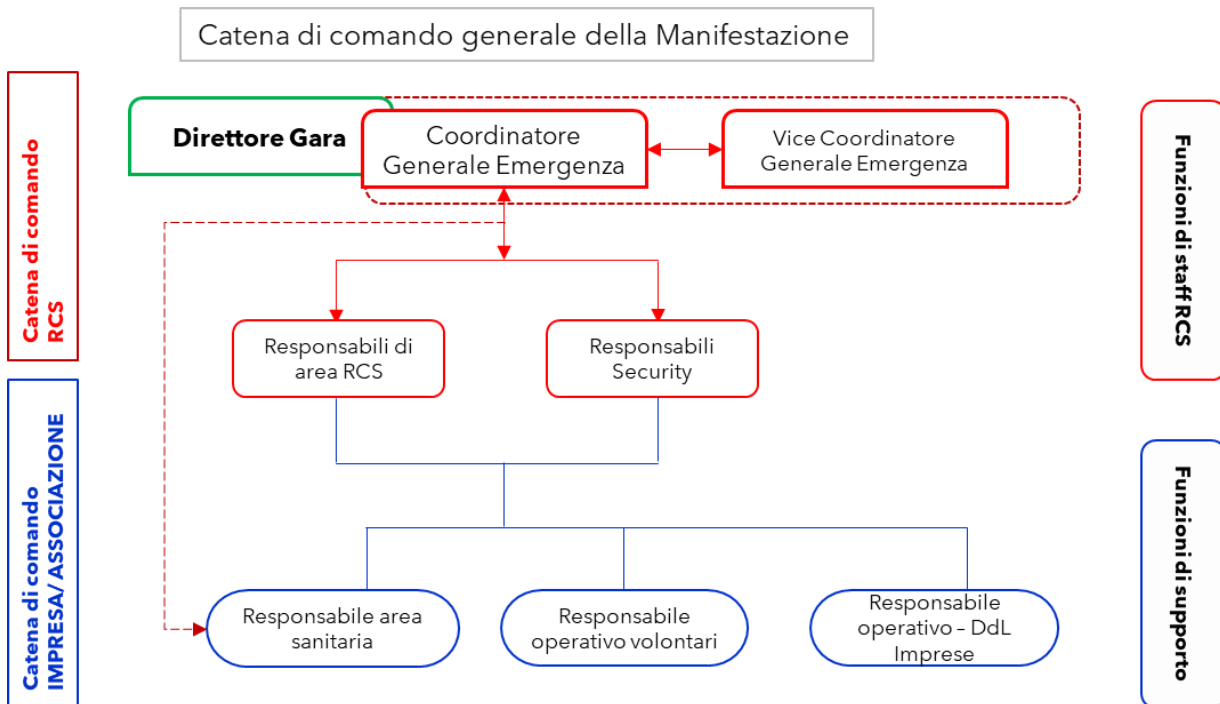 Catena di comando generale della Manifestazione
Catena di comando
RCS
Direttore Gara
Coordinatore
Generale Emergenza
Vice Coordinatore
Generale Emergenza
Funzioni di staff RCS
Responsabili di
area RCS
Responsabili
Security
Catena di comando
IMPRESA/ ASSOCIAZIONE
Funzioni di supporto
Responsabile area
sanitaria
Responsabile
operativo volontari
Responsabile
operativo – DdL
Imprese